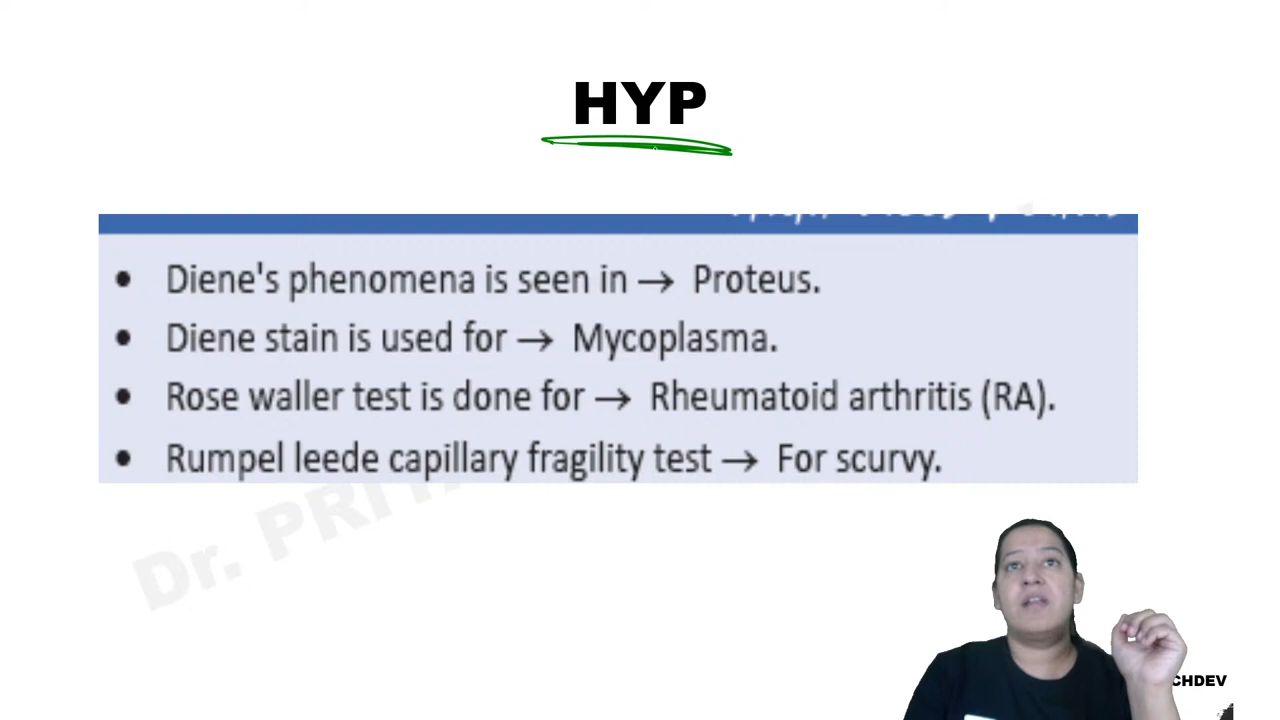 HYP
• Diene's phenomena is seen in → Proteus.
• Diene stain is used for → Mycoplasma.
• Rose waller test is done for → Rheumatoid arthritis (RA).
• Rumpel leede capillary fragility test → For scurvy.
Dr.
CHDEV